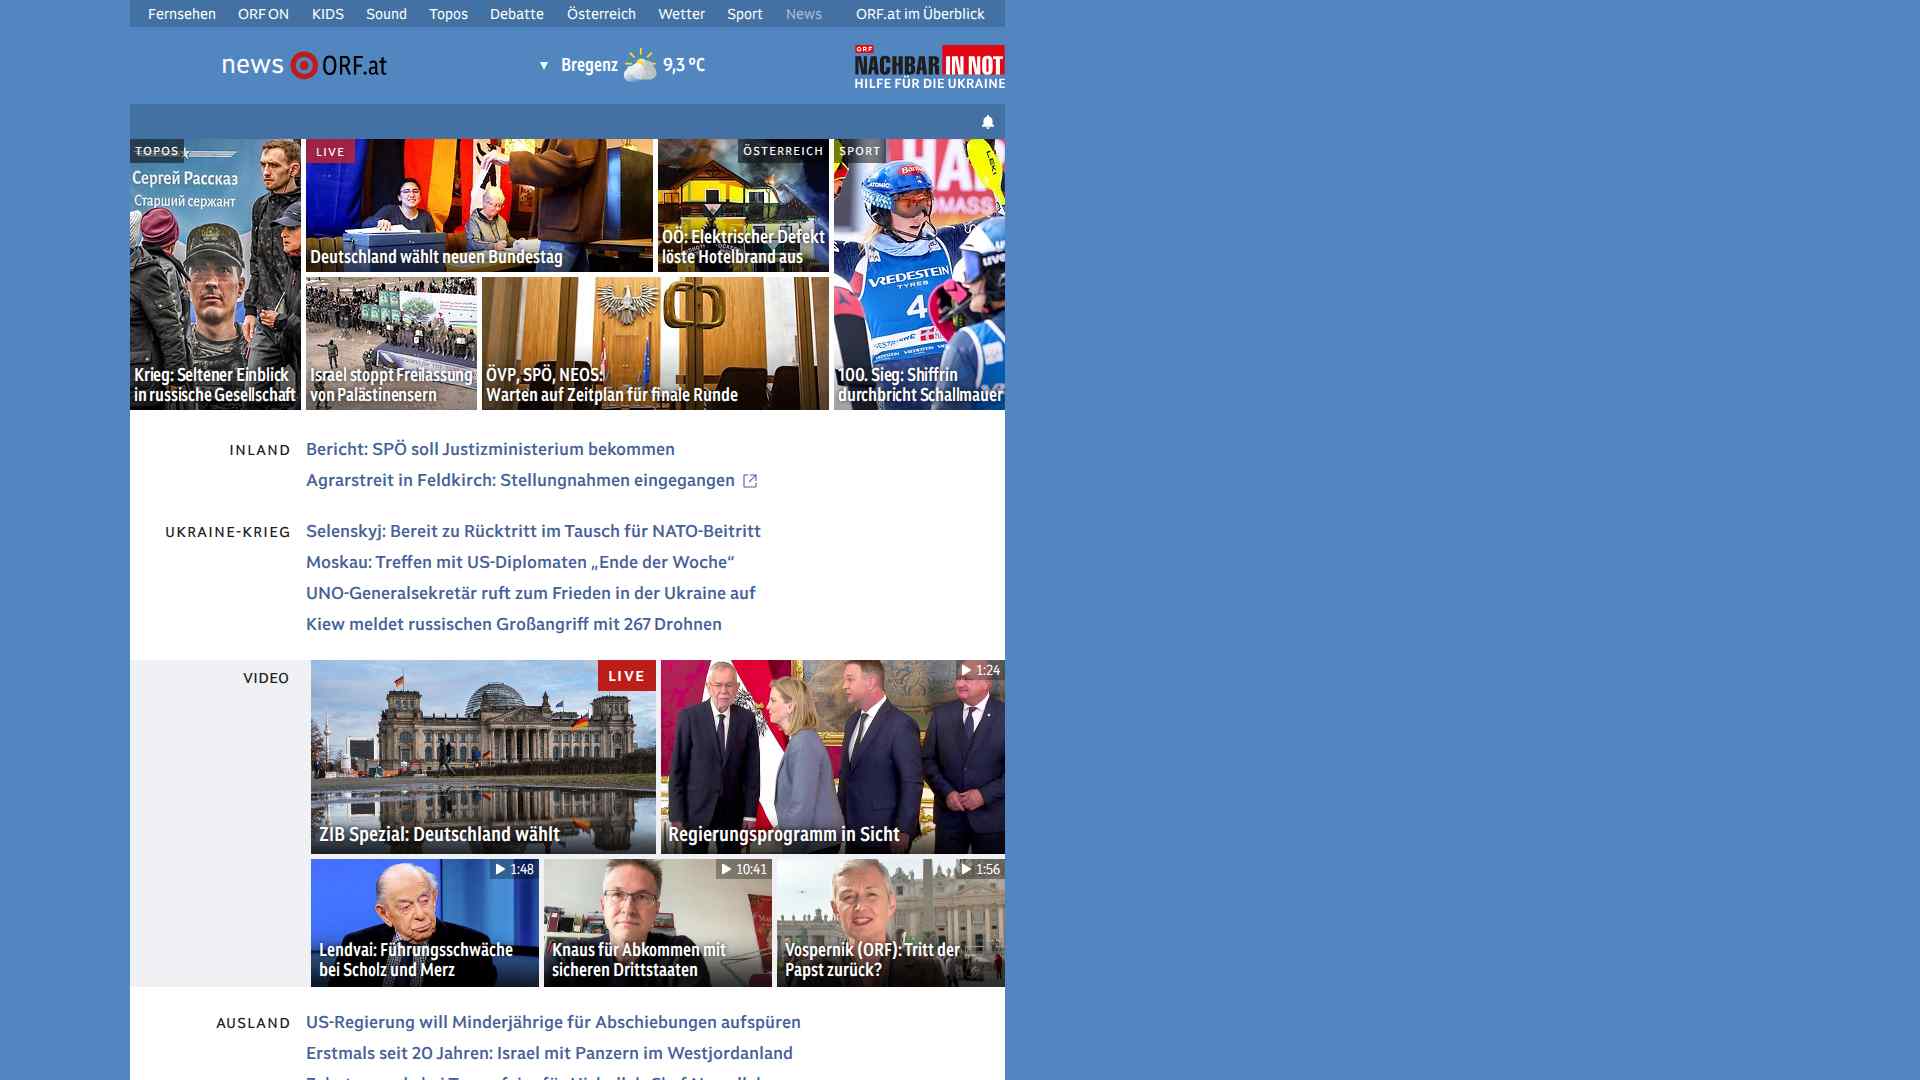 Fernsehen ORF ON KIDS Sound Topos Debatte Österreich Wetter Sport News ORF.at im Überblick
news ORF.at
Bregenz 9,3 °C
ORF
NACHBAR IN NOT
HILFE FÜR DIE UKRAINE
TOPOS
Сергей Рассказ
Старший сержант
Krieg: Seltener Einblick
in russische Gesellschaft
LIVE
Deutschland wählt neuen Bundestag
ÖSTERREICH
OÖ: Elektrischer Defekt
löste Hotelbrand aus
SPORT
VREDESTEIN
TYRES
4
100. Sieg: Shiffrin
durchbricht Schallmauer
Israel stoppt Freilassung
von Palästinensern
ÖVP, SPÖ, NEOS:
Warten auf Zeitplan für finale Runde
INLAND
Bericht: SPÖ soll Justizministerium bekommen
Agrarstreit in Feldkirch: Stellungnahmen eingegangen
UKRAINE-KRIEG
Selenskyj: Bereit zu Rücktritt im Tausch für NATO-Beitritt
Moskau: Treffen mit US-Diplomaten „Ende der Woche“
UNO-Generalsekretär ruft zum Frieden in der Ukraine auf
Kiew meldet russischen Großangriff mit 267 Drohnen
VIDEO
LIVE
ZIB Spezial: Deutschland wählt
1:24
Regierungsprogramm in Sicht
1:48
Lendvai: Führungsschwäche
bei Scholz und Merz
10:41
Knaus für Abkommen mit
sicheren Drittstaaten
1:56
Vospernik (ORF): Tritt der
Papst zurück?
AUSLAND
US-Regierung will Minderjährige für Abschiebungen aufspüren
Erstmals seit 20 Jahren: Israel mit Panzern im Westjordanland